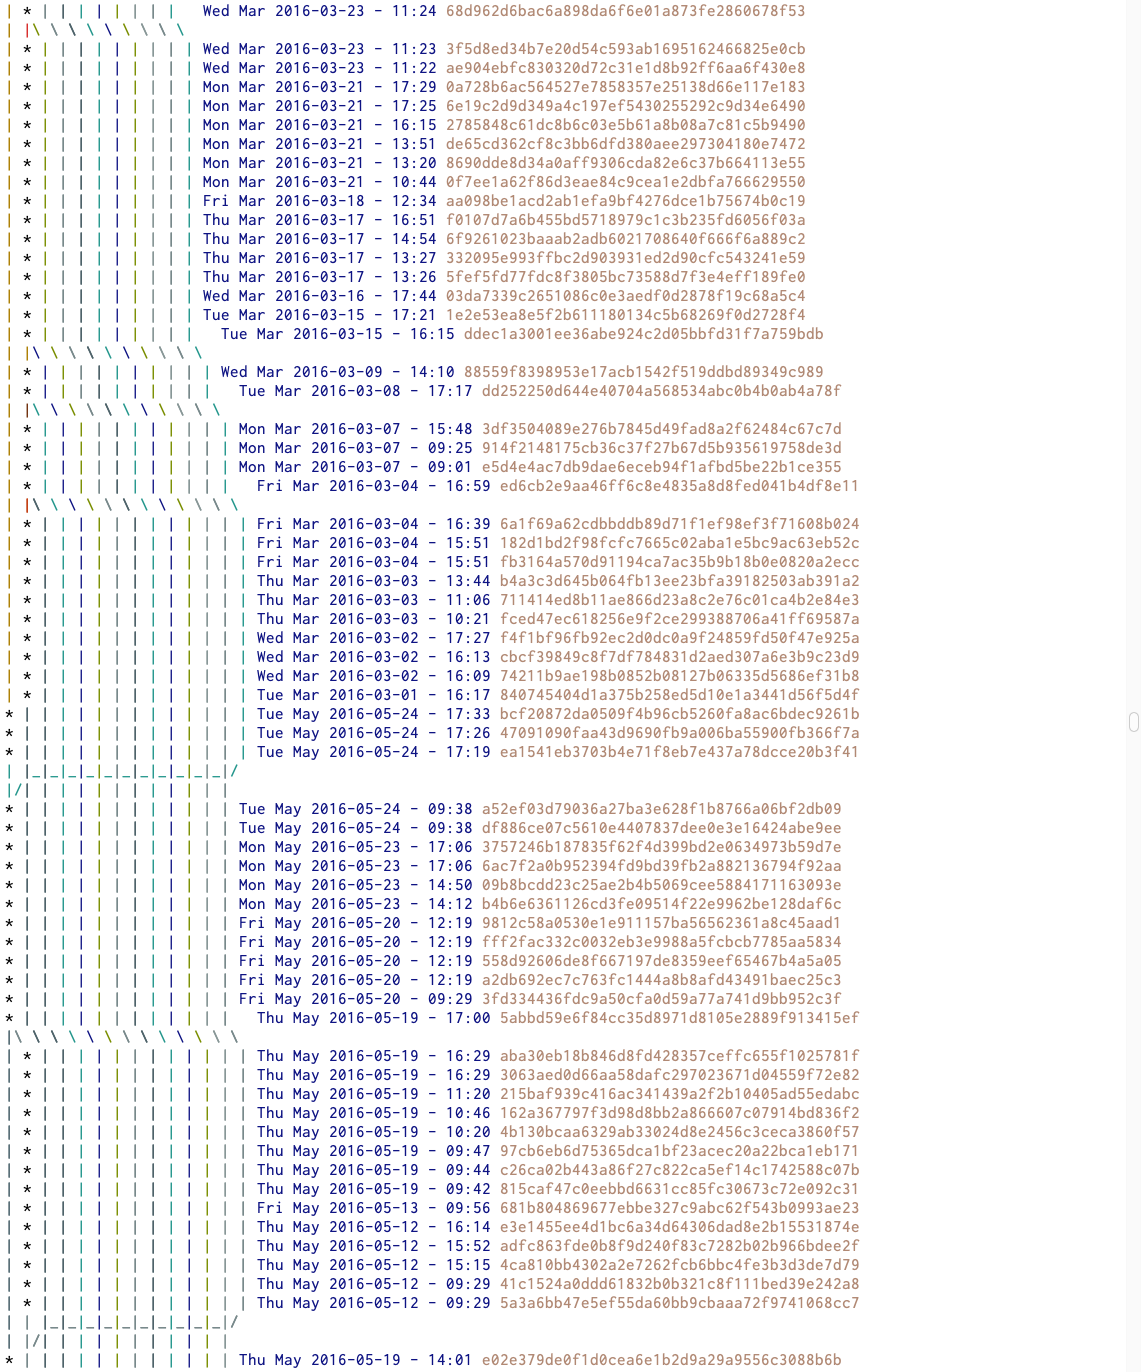 | * | | | | | | | |   Wed Mar 2016-03-23 - 11:24 68d962d6bac6a898da6f6e01a873fe2860678f53
| |\ \ \ \ \ \ \ \ \
| * | | | | | | | | | Wed Mar 2016-03-23 - 11:23 3f5d8ed34b7e20d54c593ab1695162466825e0cb
| * | | | | | | | | | Wed Mar 2016-03-23 - 11:22 ae904ebfc830320d72c31e1d8b92ff6aa6f430e8
| * | | | | | | | | | Mon Mar 2016-03-21 - 17:29 0a728b6ac564527e7858357e25138d66e117e183
| * | | | | | | | | | Mon Mar 2016-03-21 - 17:25 6e19c2d9d349a4c197ef5430255292c9d34e6490
| * | | | | | | | | | Mon Mar 2016-03-21 - 16:15 2785848c61dc8b6c03e5b61a8b08a7c81c5b9490
| * | | | | | | | | | Mon Mar 2016-03-21 - 13:51 de65cd362cf8c3bb6dfd380aee297304180e7472
| * | | | | | | | | | Mon Mar 2016-03-21 - 13:20 8690dde8d34a0aff9306cda82e6c37b664113e55
| * | | | | | | | | | Mon Mar 2016-03-21 - 10:44 0f7ee1a62f86d3eae84c9cea1e2dbfa766629550
| * | | | | | | | | | Fri Mar 2016-03-18 - 12:34 aa098be1acd2ab1efa9bf4276dce1b75674b0c19
| * | | | | | | | | | Thu Mar 2016-03-17 - 16:51 f0107d7a6b455bd5718979c1c3b235fd6056f03a
| * | | | | | | | | | Thu Mar 2016-03-17 - 14:54 6f9261023baaab2adb6021708640f666f6a889c2
| * | | | | | | | | | Thu Mar 2016-03-17 - 13:27 332095e993ffbc2d903931ed2d90cfc543241e59
| * | | | | | | | | | Thu Mar 2016-03-17 - 13:26 5fef5fd77fdc8f3805bc73588d7f3e4eff189fe0
| * | | | | | | | | | Wed Mar 2016-03-16 - 17:44 03da7339c2651086c0e3aedf0d2878f19c68a5c4
| * | | | | | | | | | Tue Mar 2016-03-15 - 17:21 1e2e53ea8e5f2b611180134c5b68269f0d2728f4
| * | | | | | | | | |   Tue Mar 2016-03-15 - 16:15 ddec1a3001ee36abe924c2d05bbfd31f7a759bdb
| |\ \ \ \ \ \ \ \ \ \
| * | | | | | | | | | | Wed Mar 2016-03-09 - 14:10 88559f8398953e17acb1542f519ddbd89349c989
| * | | | | | | | | | |   Tue Mar 2016-03-08 - 17:17 dd252250d644e40704a568534abc0b4b0ab4a78f
| |\ \ \ \ \ \ \ \ \ \ \
| * | | | | | | | | | | | Mon Mar 2016-03-07 - 15:48 3df3504089e276b7845d49fad8a2f62484c67c7d
| * | | | | | | | | | | | Mon Mar 2016-03-07 - 09:25 914f2148175cb36c37f27b67d5b935619758de3d
| * | | | | | | | | | | | Mon Mar 2016-03-07 - 09:01 e5d4e4ac7db9dae6eceb94f1afbd5be22b1ce355
| * | | | | | | | | | | |   Fri Mar 2016-03-04 - 16:59 ed6cb2e9aa46ff6c8e4835a8d8fed041b4df8e11
| |\ \ \ \ \ \ \ \ \ \ \ \
| * | | | | | | | | | | | | Fri Mar 2016-03-04 - 16:39 6a1f69a62cdbbddb89d71f1ef98ef3f71608b024
| * | | | | | | | | | | | | Fri Mar 2016-03-04 - 15:51 182d1bd2f98fcfc7665c02aba1e5bc9ac63eb52c
| * | | | | | | | | | | | | Fri Mar 2016-03-04 - 15:51 fb3164a570d91194ca7ac35b9b18b0e0820a2ecc
| * | | | | | | | | | | | | Thu Mar 2016-03-03 - 13:44 b4a3c3d645b064fb13ee23bfa39182503ab391a2
| * | | | | | | | | | | | | Thu Mar 2016-03-03 - 11:06 711414ed8b11ae866d23a8c2e76c01ca4b2e84e3
| * | | | | | | | | | | | | Thu Mar 2016-03-03 - 10:21 fced47ec618256e9f2ce299388706a41ff69587a
| * | | | | | | | | | | | | Wed Mar 2016-03-02 - 17:27 f4f1bf96fb92ec2d0dc0a9f24859fd50f47e925a
| * | | | | | | | | | | | | Wed Mar 2016-03-02 - 16:13 cbcf39849c8f7df784831d2aed307a6e3b9c23d9
| * | | | | | | | | | | | | Wed Mar 2016-03-02 - 16:09 74211b9ae198b0852b08127b06335d5686ef31b8
| * | | | | | | | | | | | | Tue Mar 2016-03-01 - 16:17 840745404d1a375b258ed5d10e1a3441d56f5d4f
* | | | | | | | | | | | | | Tue May 2016-05-24 - 17:33 bcf20872da0509f4b96cb5260fa8ac6bdec9261b
* | | | | | | | | | | | | | Tue May 2016-05-24 - 17:26 47091090faa43d9690fb9a006ba55900fb366f7a
* | | | | | | | | | | | | | Tue May 2016-05-24 - 17:19 ea1541eb3703b4e71f8eb7e437a78dcce20b3f41
| |_|_|_|_|_|_|_|_|_|_|_|/
|/| | | | | | | | | | | |
* | | | | | | | | | | | | Tue May 2016-05-24 - 09:38 a52ef03d79036a27ba3e628f1b8766a06bf2db09
* | | | | | | | | | | | | Tue May 2016-05-24 - 09:38 df886ce07c5610e4407837dee0e3e16424abe9ee
* | | | | | | | | | | | | Mon May 2016-05-23 - 17:06 3757246b187835f62f4d399bd2e0634973b59d7e
* | | | | | | | | | | | | Mon May 2016-05-23 - 17:06 6ac7f2a0b952394fd9bd39fb2a882136794f92aa
* | | | | | | | | | | | | Mon May 2016-05-23 - 14:50 09b8bcdd23c25ae2b4b5069cee5884171163093e
* | | | | | | | | | | | | Mon May 2016-05-23 - 14:12 b4b6e6361126cd3fe09514f22e9962be128daf6c
* | | | | | | | | | | | | Fri May 2016-05-20 - 12:19 9812c58a0530e1e911157ba56562361a8c45aad1
* | | | | | | | | | | | | Fri May 2016-05-20 - 12:19 fff2fac332c0032eb3e9988a5fcbcb7785aa5834
* | | | | | | | | | | | | Fri May 2016-05-20 - 12:19 558d92606de8f667197de8359eef65467b4a5a05
* | | | | | | | | | | | | Fri May 2016-05-20 - 12:19 a2db692ec7c763fc1444a8b8afd43491baec25c3
* | | | | | | | | | | | | Fri May 2016-05-20 - 09:29 3fd334436fdc9a50cfa0d59a77a741d9bb952c3f
* | | | | | | | | | | | |   Thu May 2016-05-19 - 17:00 5abbd59e6f84cc35d8971d8105e2889f913415ef
|\ \ \ \ \ \ \ \ \ \ \ \ \
| * | | | | | | | | | | | | Thu May 2016-05-19 - 16:29 aba30eb18b846d8fd428357ceffc655f1025781f
| * | | | | | | | | | | | | Thu May 2016-05-19 - 16:29 3063aed0d66aa58dafc297023671d04559f72e82
| * | | | | | | | | | | | | Thu May 2016-05-19 - 11:20 215baf939c416ac341439a2f2b10405ad55edabc
| * | | | | | | | | | | | | Thu May 2016-05-19 - 10:46 162a367797f3d98d8bb2a866607c07914bd836f2
| * | | | | | | | | | | | | Thu May 2016-05-19 - 10:20 4b130bcaa6329ab33024d8e2456c3ceca3860f57
| * | | | | | | | | | | | | Thu May 2016-05-19 - 09:47 97cb6eb6d75365dca1bf23acec20a22bca1eb171
| * | | | | | | | | | | | | Thu May 2016-05-19 - 09:44 c26ca02b443a86f27c822ca5ef14c1742588c07b
| * | | | | | | | | | | | | Thu May 2016-05-19 - 09:42 815caf47c0eebbd6631cc85fc30673c72e092c31
| * | | | | | | | | | | | | Fri May 2016-05-13 - 09:56 681b804869677ebbe327c9abc62f543b0993ae23
| * | | | | | | | | | | | | Thu May 2016-05-12 - 16:14 e3e1455ee4d1bc6a34d64306dad8e2b15531874e
| * | | | | | | | | | | | | Thu May 2016-05-12 - 15:52 adfc863fde0b8f9d240f83c7282b02b966bdee2f
| * | | | | | | | | | | | | Thu May 2016-05-12 - 15:15 4ca810bb4302a2e7262fcb6bbc4fe3b3d3de7d79
| * | | | | | | | | | | | | Thu May 2016-05-12 - 09:29 41c1524a0ddd61832b0b321c8f111bed39e242a8
| * | | | | | | | | | | | | Thu May 2016-05-12 - 09:29 5a3a6bb47e5ef55da60bb9cbaaa72f9741068cc7
| | |_|_|_|_|_|_|_|_|_|_|/
| |/| | | | | | | | | | |
* | | | | | | | | | | | | Thu May 2016-05-19 - 14:01 e02e379de0f1d0cea6e1b2d9a29a9556c3088b6b